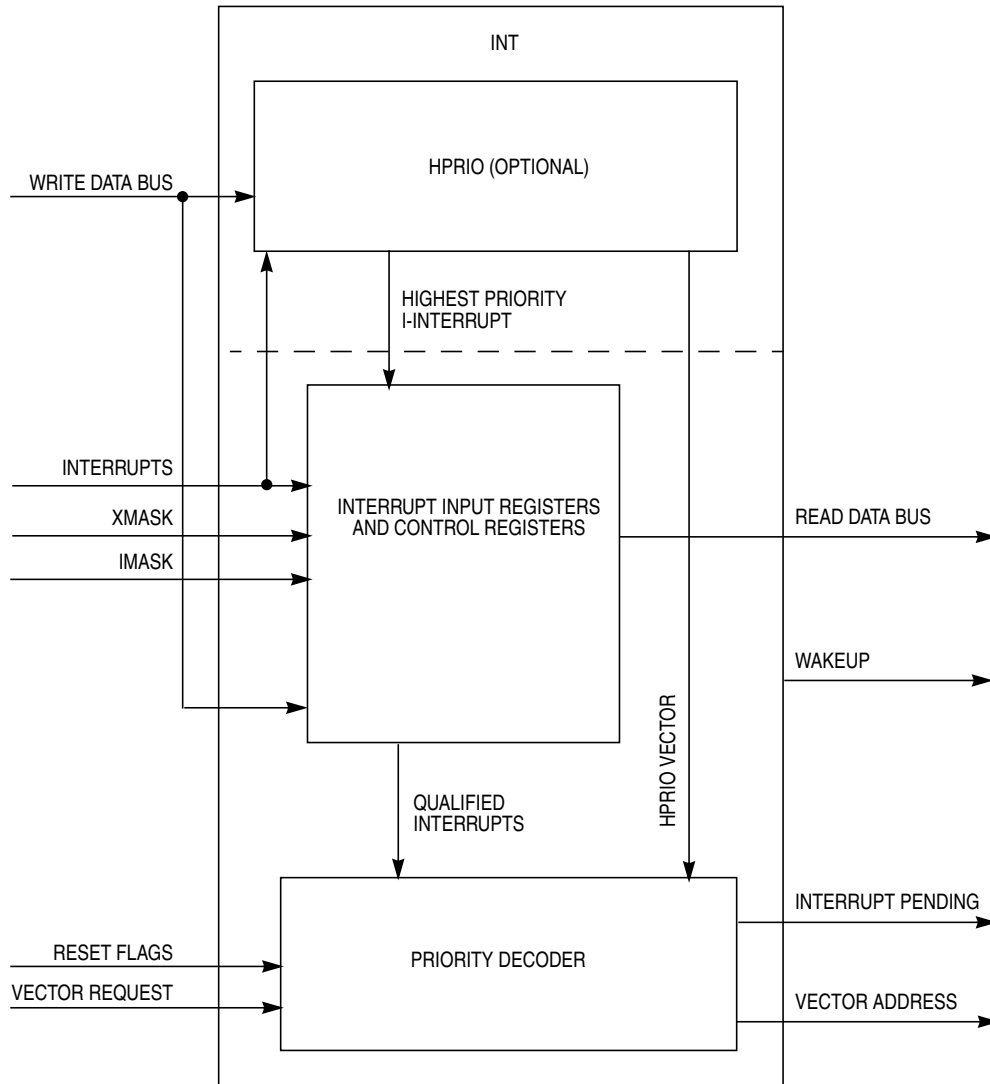 INT
HPRIO (OPTIONAL)
WRITE DATA BUS
HIGHEST PRIORITY
I-INTERRUPT
INTERRUPTS
XMASK
IMASK
INTERRUPT INPUT REGISTERS
AND CONTROL REGISTERS
READ DATA BUS
WAKEUP
HPRIO VECTOR
QUALIFIED
INTERRUPTS
INTERRUPT PENDING
RESET FLAGS
PRIORITY DECODER
VECTOR REQUEST
VECTOR ADDRESS